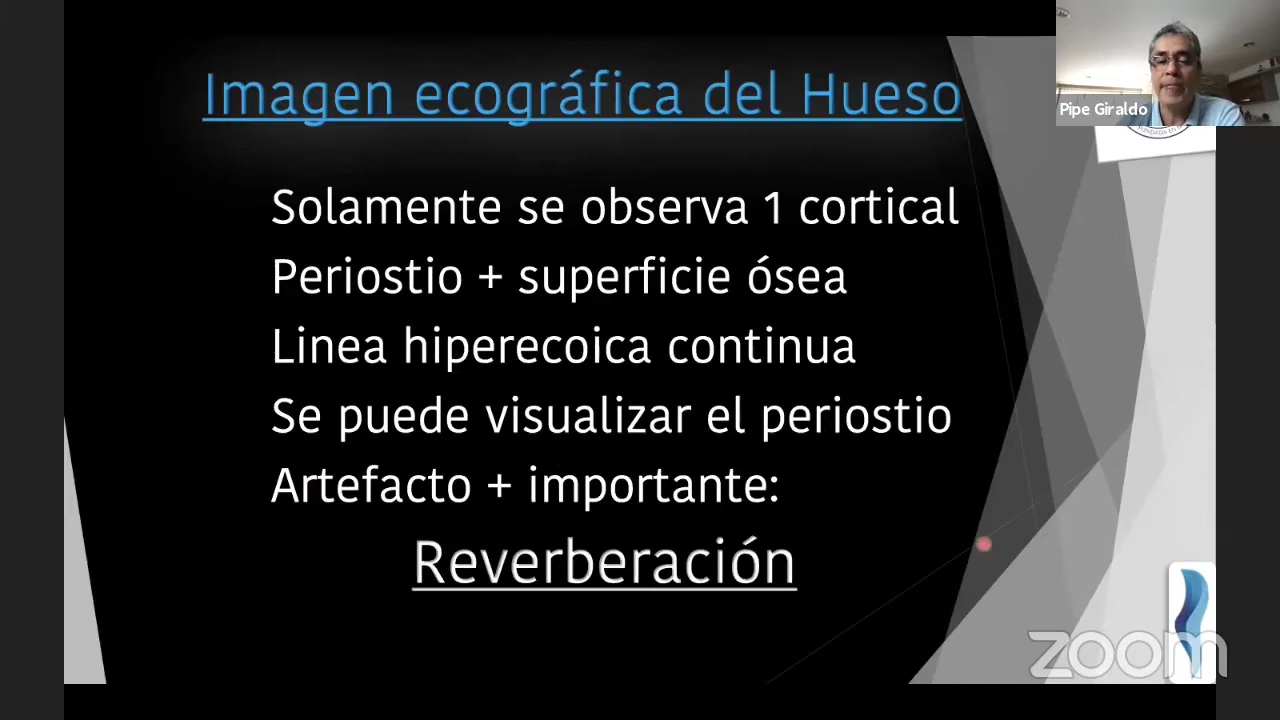 Imagen ecográfica del Hueso
Pipe Giraldo
Solamente se observa 1 cortical
Periostio + superficie ósea
Linea hiperecoica continua
Se puede visualizar el periostio
Artefacto + importante:
Reverberación
zoom